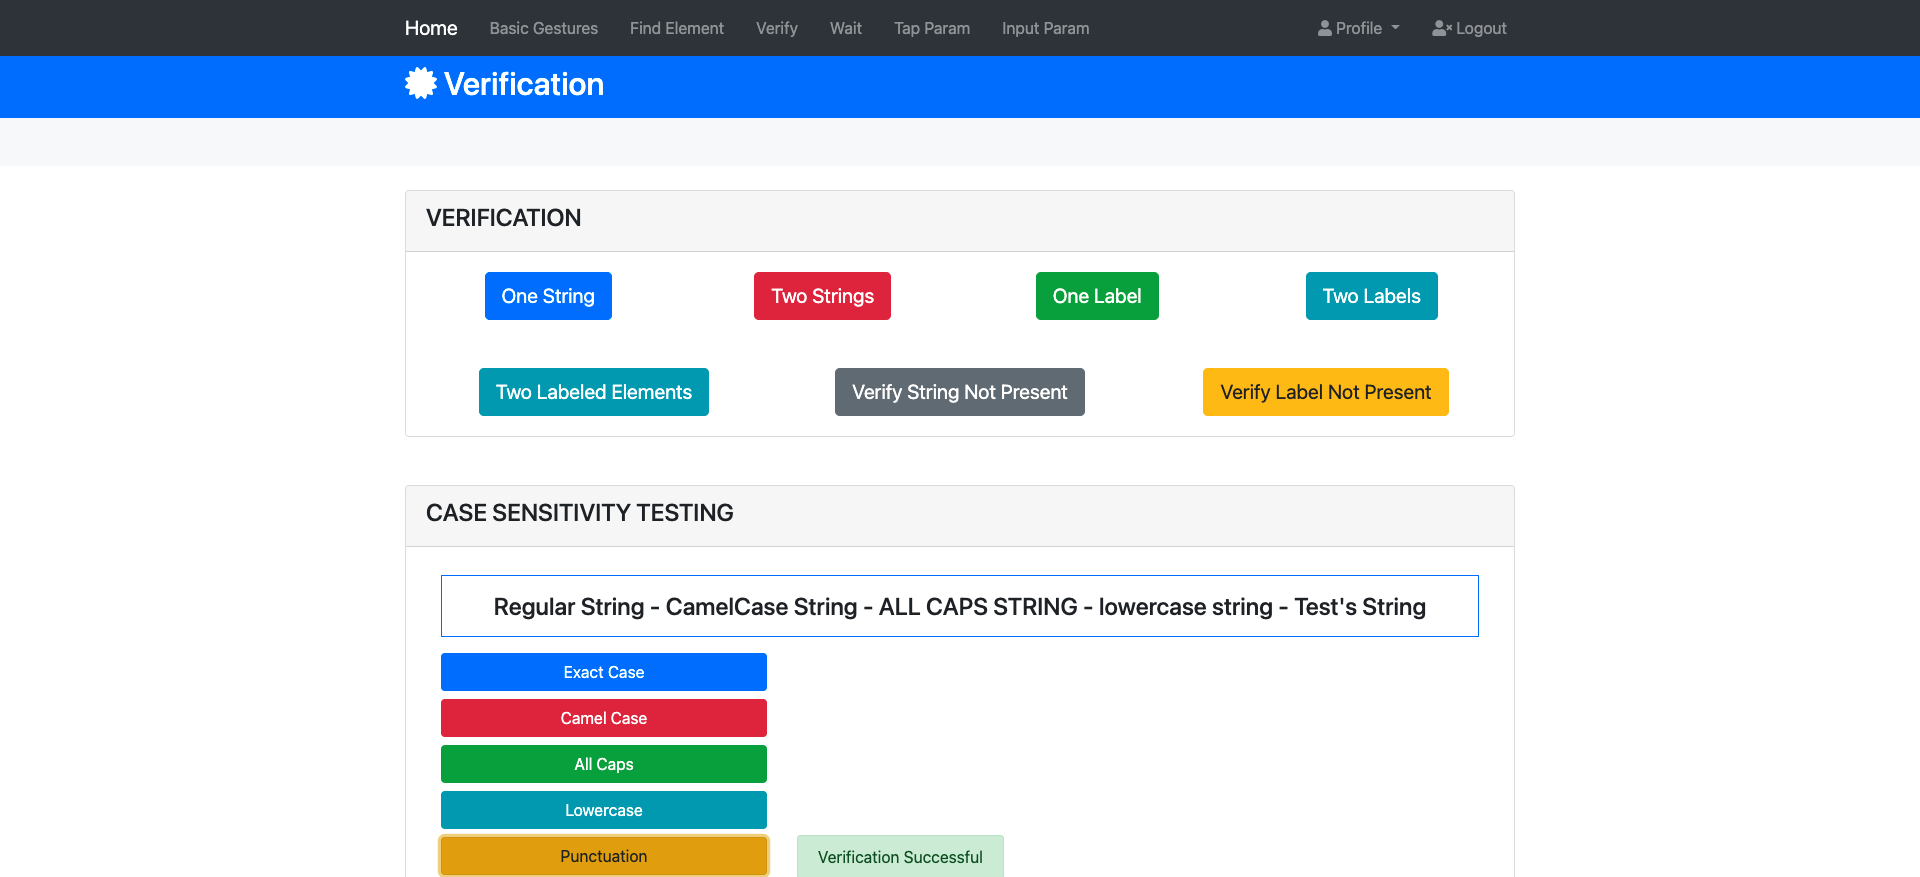 Home Basic Gestures Find Element Verify Wait Tap Param Input Param Profile Logout
Verification
VERIFICATION
One String Two Strings One Label Two Labels
Two Labeled Elements Verify String Not Present Verify Label Not Present
CASE SENSITIVITY TESTING
Regular String - CamelCase String - ALL CAPS STRING - lowercase string - Test's String
Exact Case
Camel Case
All Caps
Lowercase
Punctuation Verification Successful